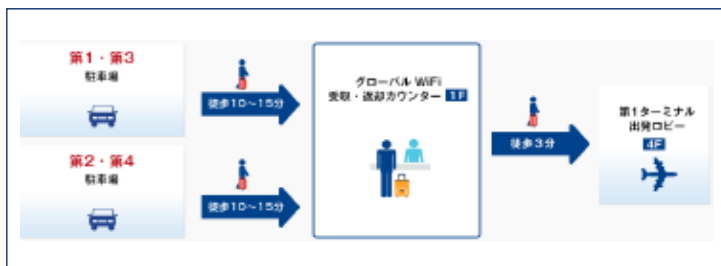 第1・第3
駐車場
徒歩10〜15分
第2・第4
駐車場
徒歩10〜15分
グローバル WiFi
受取・返却カウンター 1F
徒歩3分
第1ターミナル
出発ロビー
4F